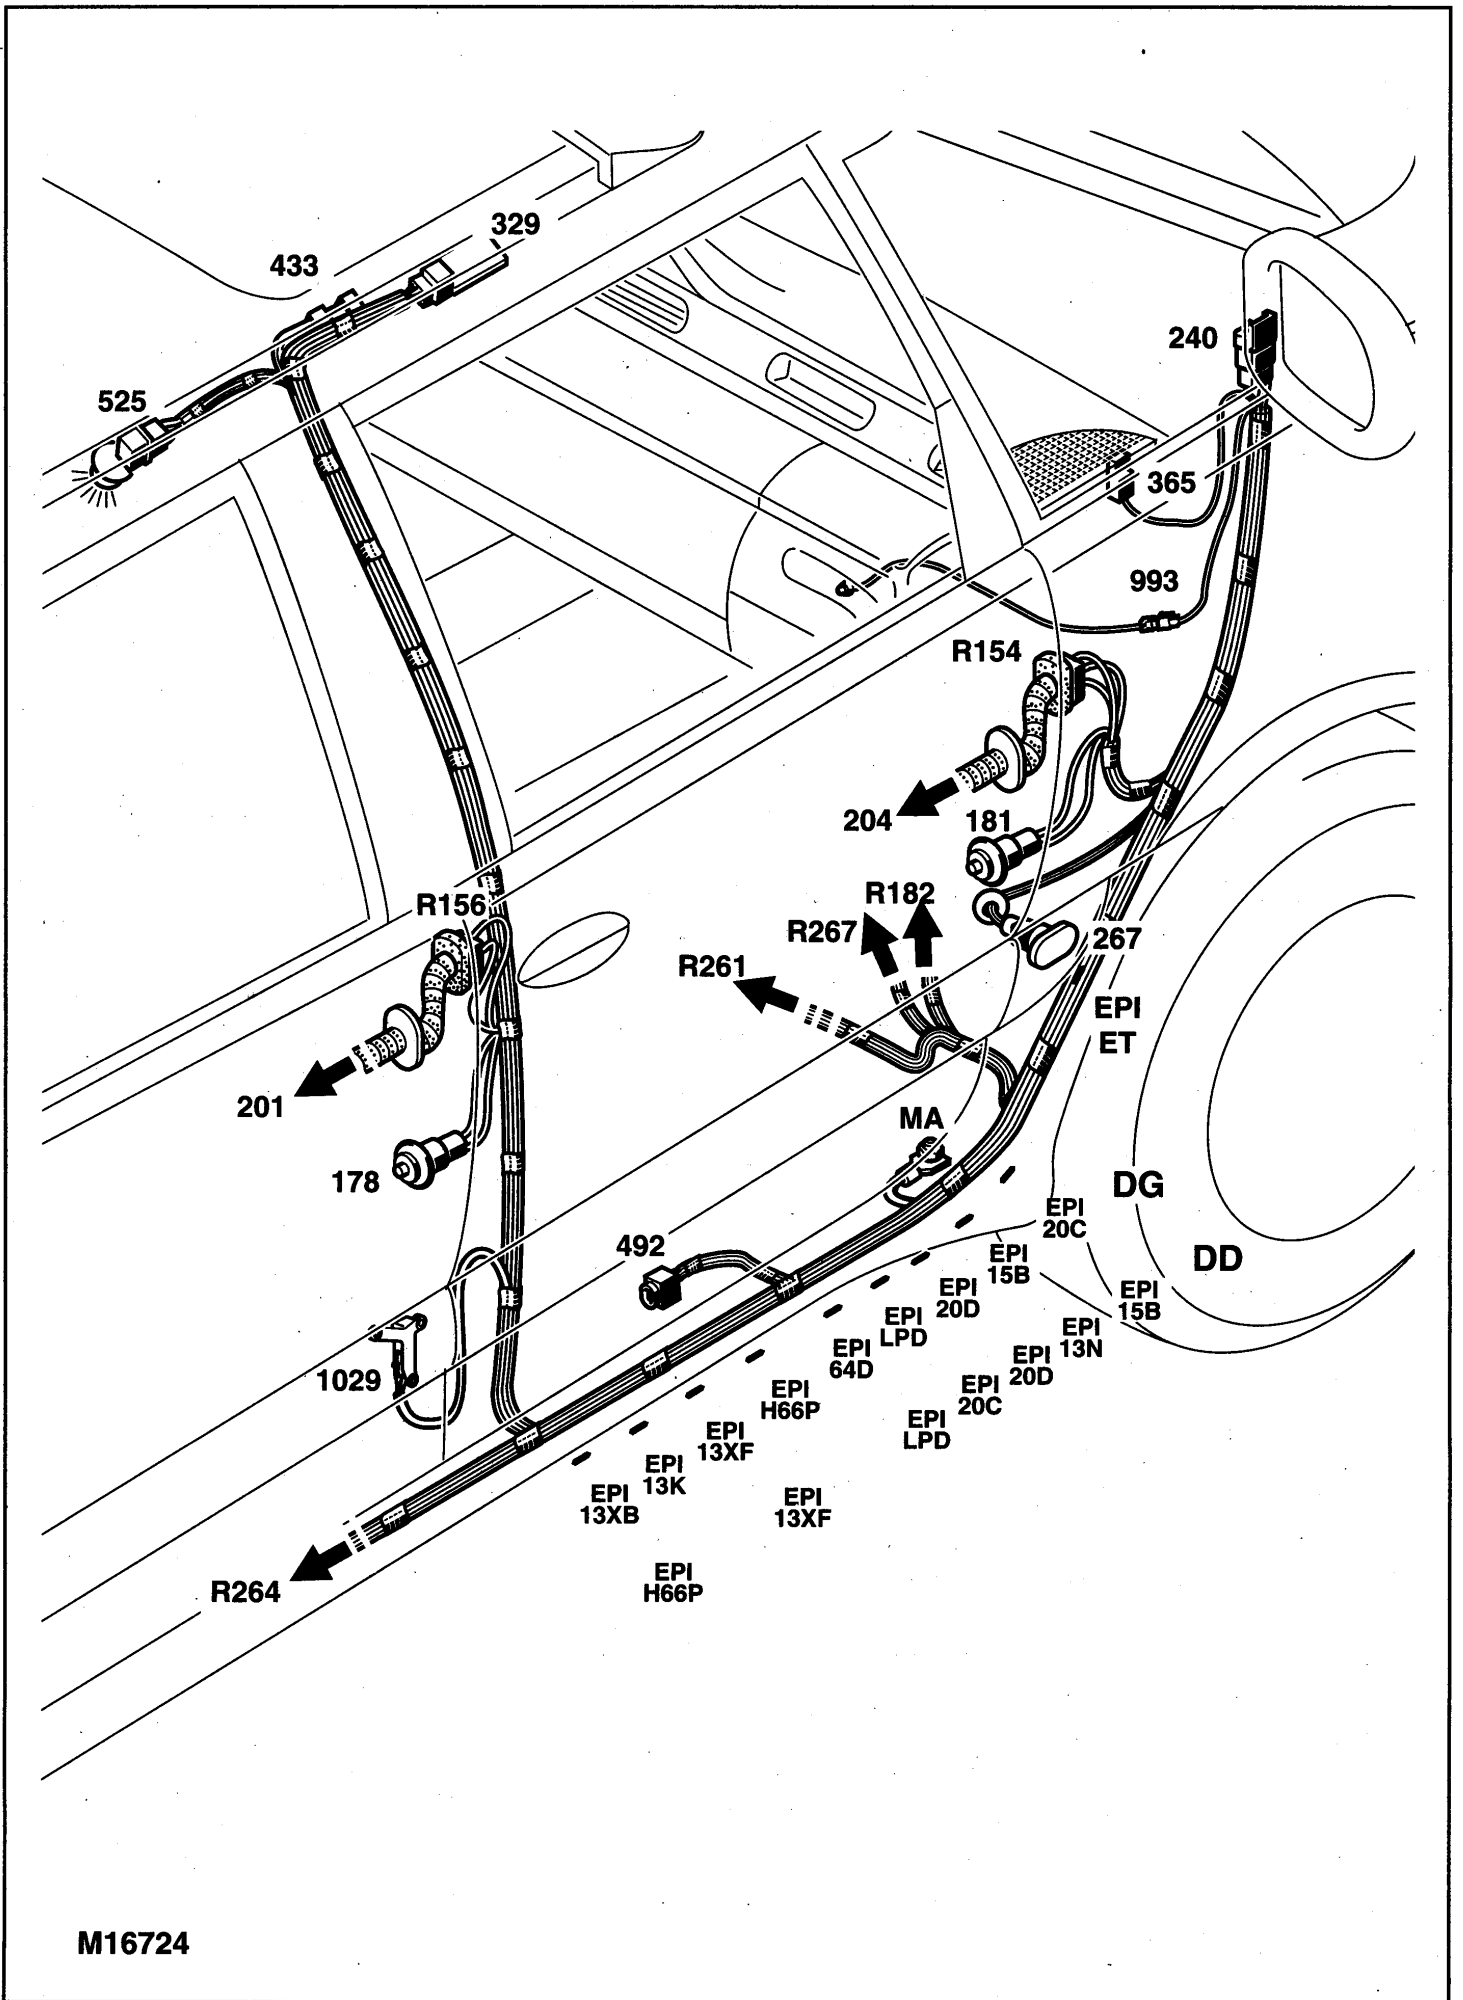 329
433
240
525
365
993
R154
204
181
R182
R156
R267
267
R261
EPI
ET
201
MA
178
DG
EPI
20C
492
EPI
15B
DD
EPI
20D
EPI
15B
EPI
LPD
EPI
13N
EPI
64D
EPI
20D
1029
EPI
H66P
EPI
20C
EPI
LPD
EPI
13XF
EPI
13K
EPI
13XB
EPI
13XF
R264
EPI
H66P
M16724